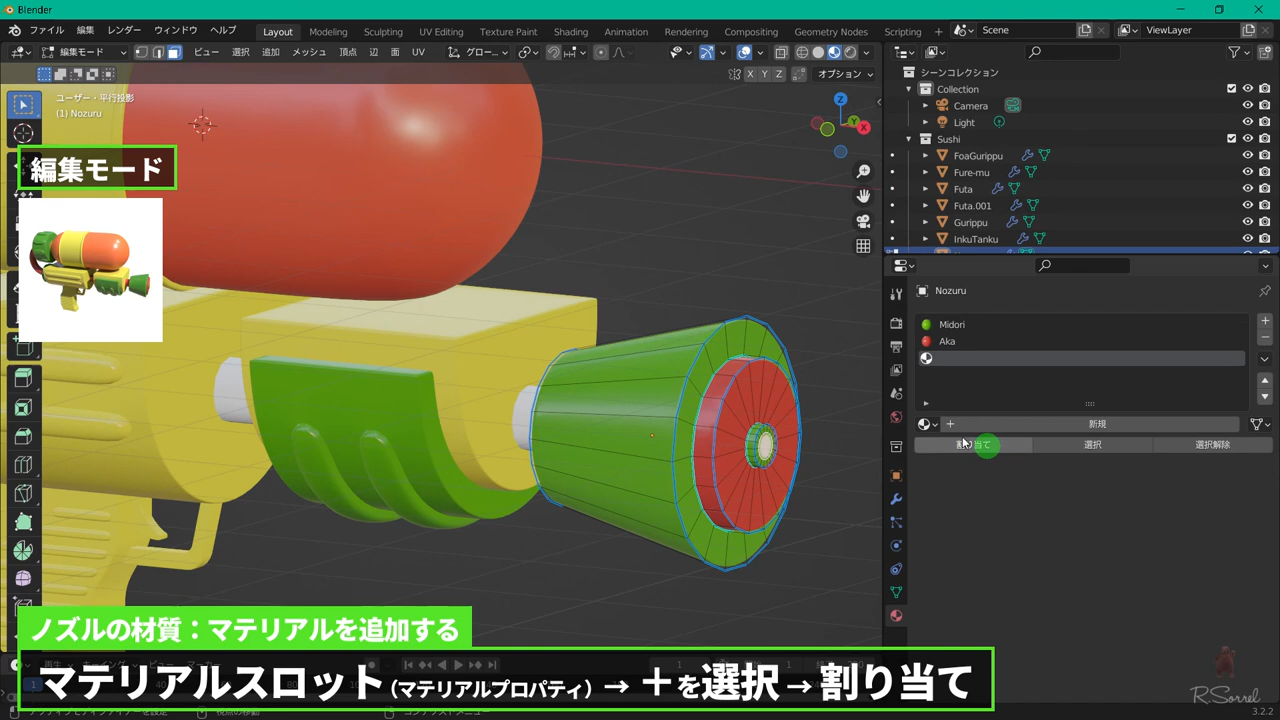 Blender
ファイル 編集 レンダー ウィンドウ ヘルプ Layout Modeling Sculpting UV Editing Texture Paint Shading Animation Rendering Compositing Geometry Nodes Scripting Scene ViewLayer
編集モード ビュー 選択 追加 メッシュ 頂点 辺 面 UV グロー...
X Y Z オプション
ユーザー・平行投影
(1) Nozuru
編集モード
Z Y X
シーンコレクション
Collection
Camera
Light
Sushi
FoaGurippu
Fure-mu
Futa
Futa.001
Gurippu
InkuTanku
Nozuru
Midori
Aka
新規
割り当て 選択 選択解除
ノズルの材質：マテリアルを追加する
マテリアルスロット（マテリアルプロパティ）→ ＋を選択 → 割り当て
R.Sorrel
3.2.2